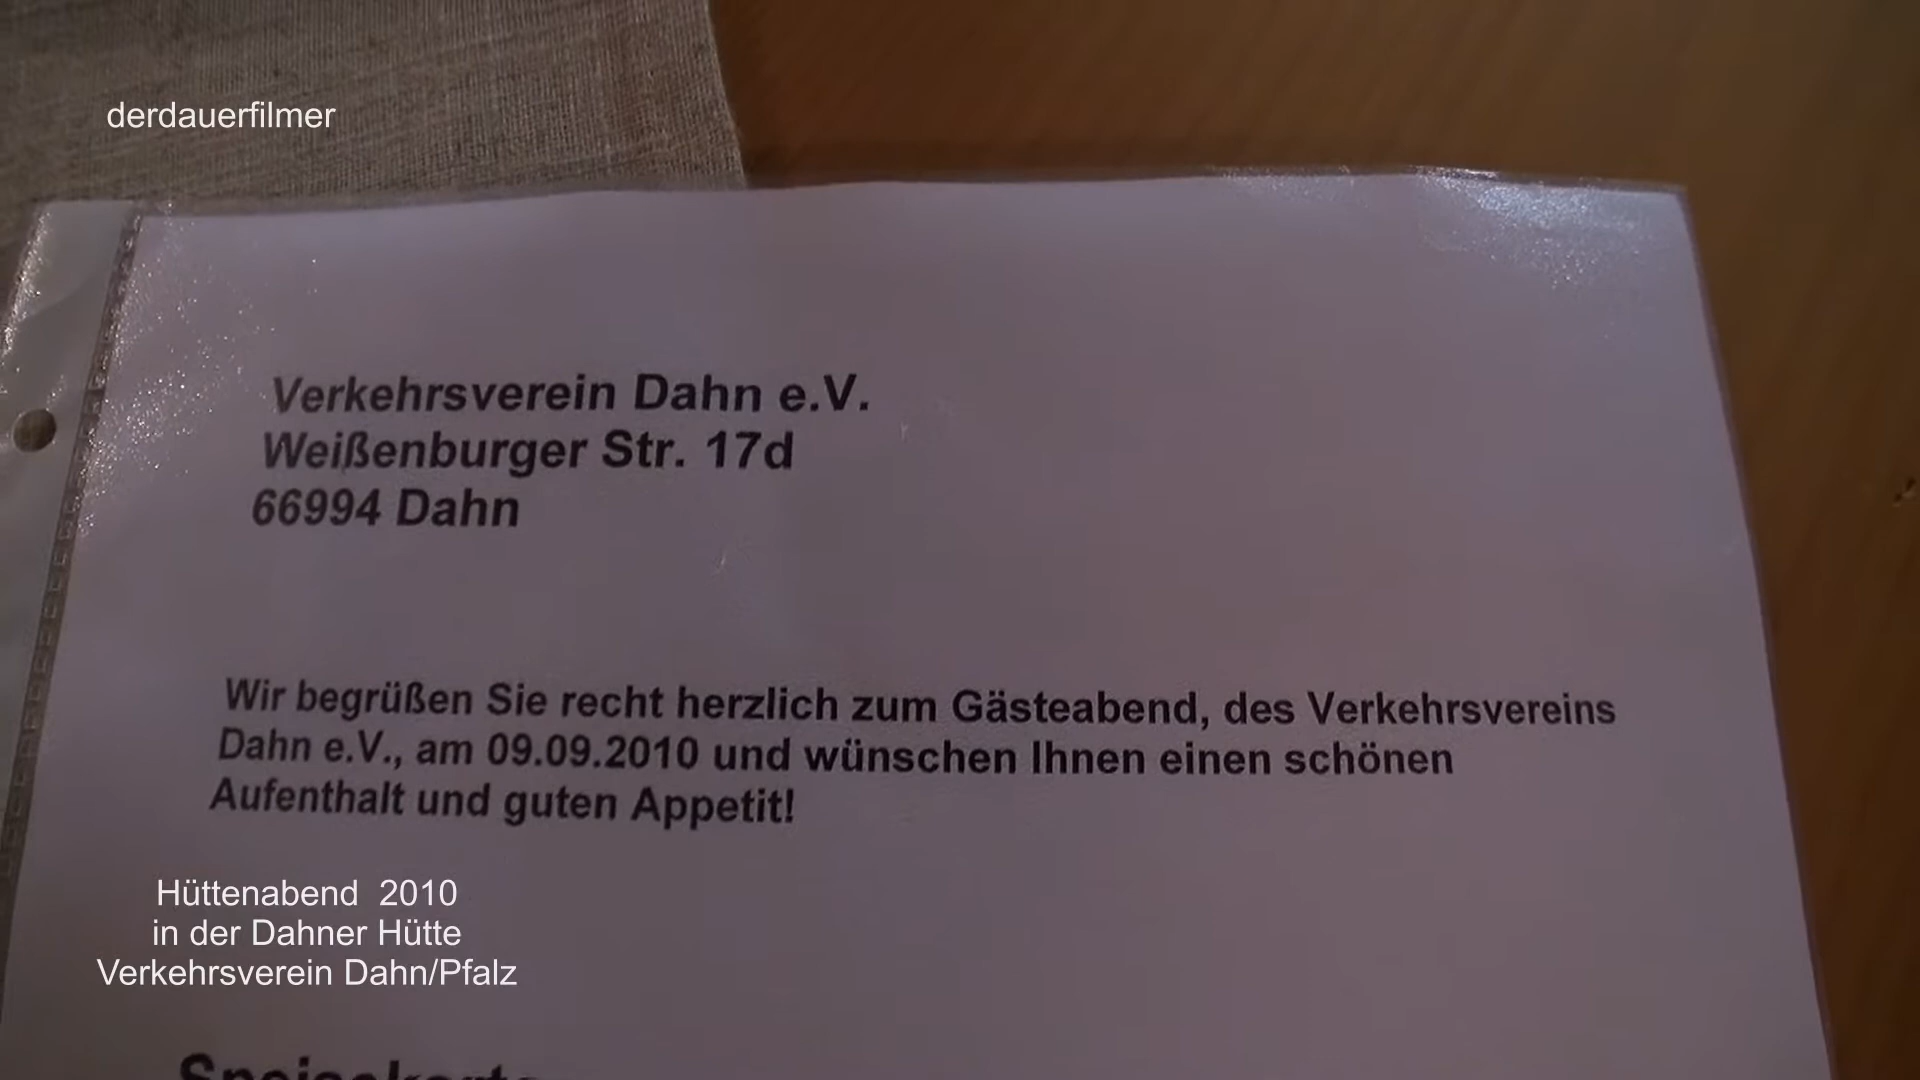 derdauerfilmer
Verkehrsverein Dahn e.V.
Weißenburger Str. 17d
66994 Dahn
Wir begrüßen Sie recht herzlich zum Gästeabend, des Verkehrsvereins
Dahn e.V., am 09.09.2010 und wünschen Ihnen einen schönen
Aufenthalt und guten Appetit!
Hüttenabend 2010
in der Dahner Hütte
Verkehrsverein Dahn/Pfalz
Speisekarte